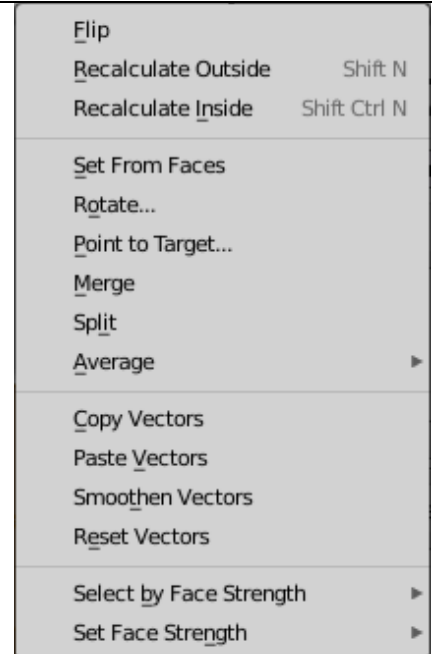 Flip
Recalculate Outside Shift N
Recalculate Inside Shift Ctrl N
Set From Faces
Rotate...
Point to Target...
Merge
Split
Average
Copy Vectors
Paste Vectors
Smoothen Vectors
Reset Vectors
Select by Face Strength
Set Face Strength